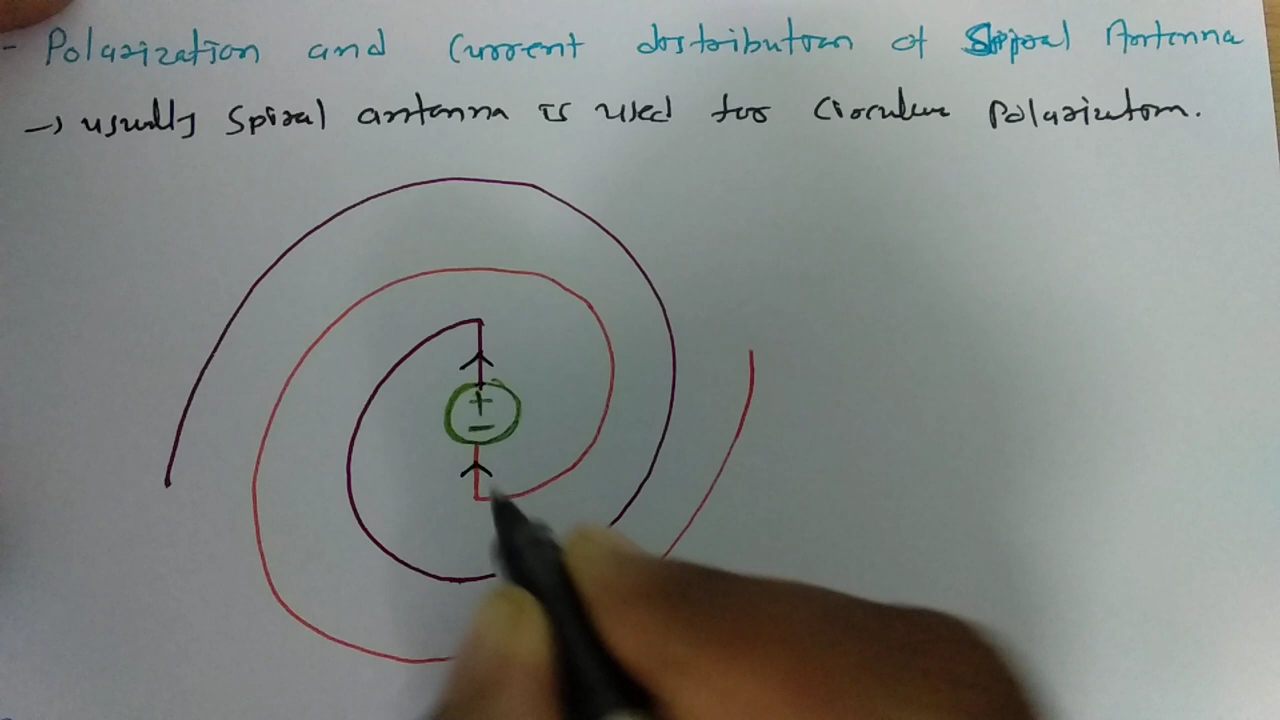 - Polarization and Current distribution of Spiral Antenna
→ usually Spiral antenna is used for Circular Polarization.
+
-